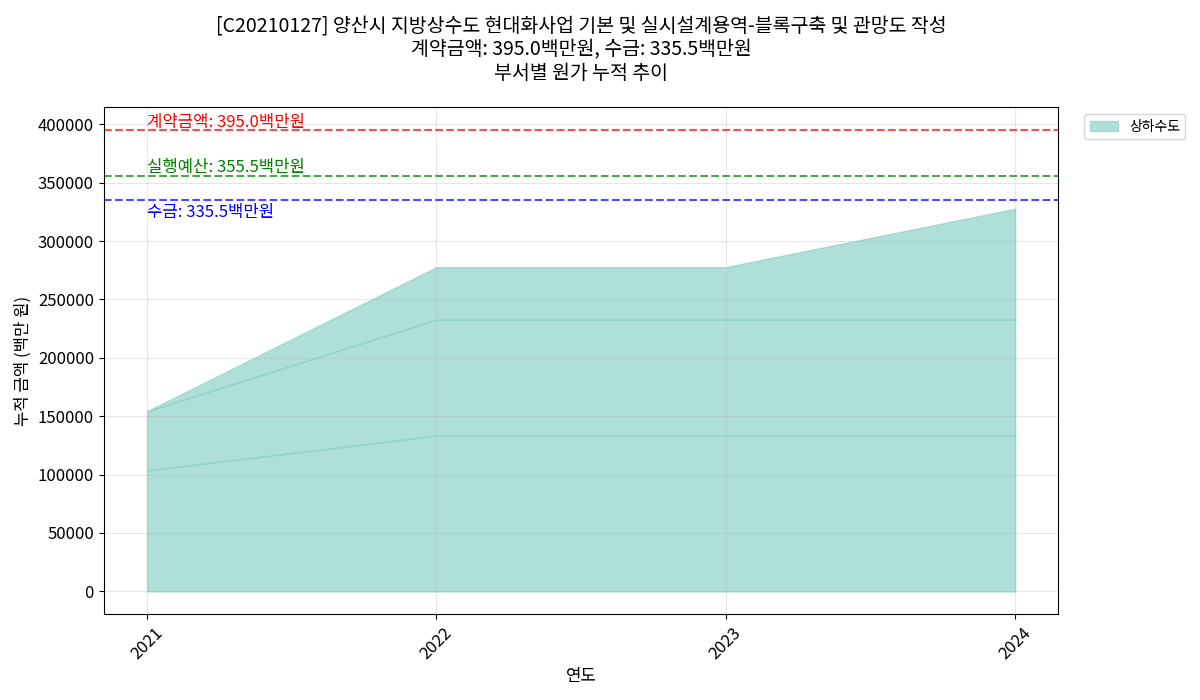 [C20210127] 양산시 지방상수도 현대화사업 기본 및 실시설계용역-블록구축 및 관망도 작성
계약금액: 395.0백만원, 수금: 335.5백만원
부서별 원가 누적 추이
계약금액: 395.0백만원
실행예산: 355.5백만원
수금: 335.5백만원
상하수도
누적 금액 (백만 원)
400000
350000
300000
250000
200000
150000
100000
50000
0
2021
2022
2023
2024
연도